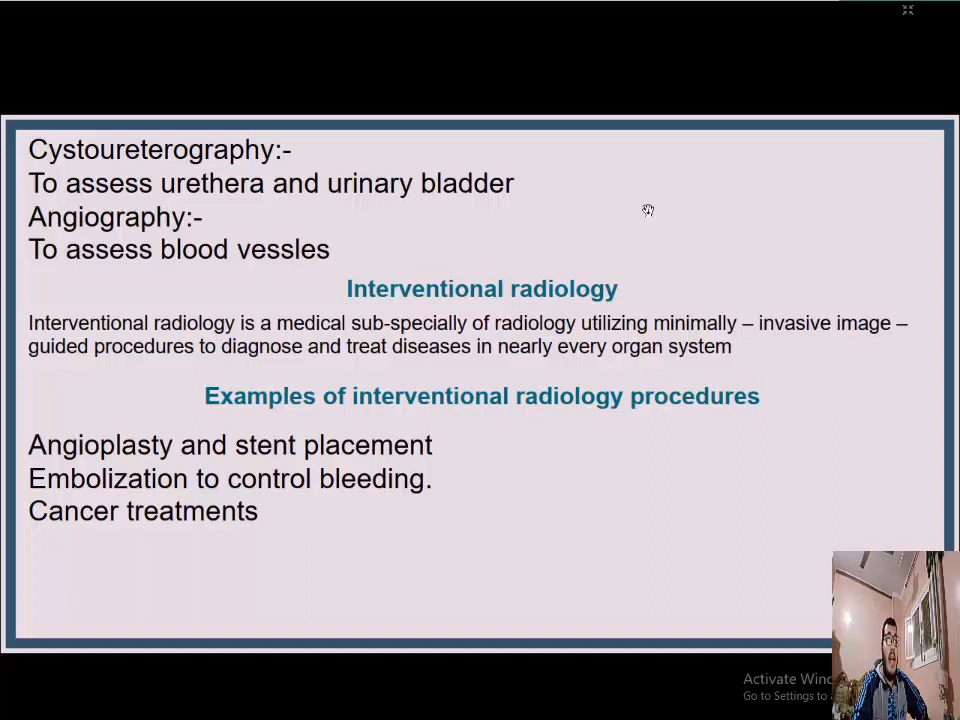 Cystoureterography:-
To assess urethera and urinary bladder
Angiography:-
To assess blood vessles
Interventional radiology
Interventional radiology is a medical sub-specially of radiology utilizing minimally – invasive image –
guided procedures to diagnose and treat diseases in nearly every organ system
Examples of interventional radiology procedures
Angioplasty and stent placement
Embolization to control bleeding.
Cancer treatments
Activate
Go to Settings to